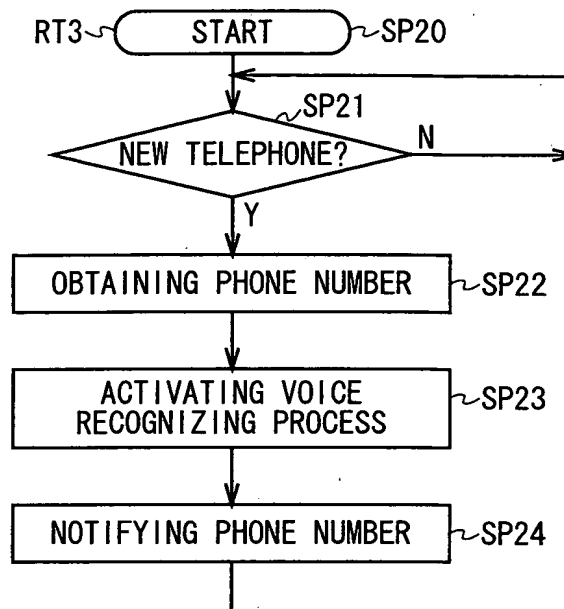 RT3 START SP20
SP21
NEW TELEPHONE? N
Y
OBTAINING PHONE NUMBER SP22
ACTIVATING VOICE
RECOGNIZING PROCESS SP23
NOTIFYING PHONE NUMBER SP24